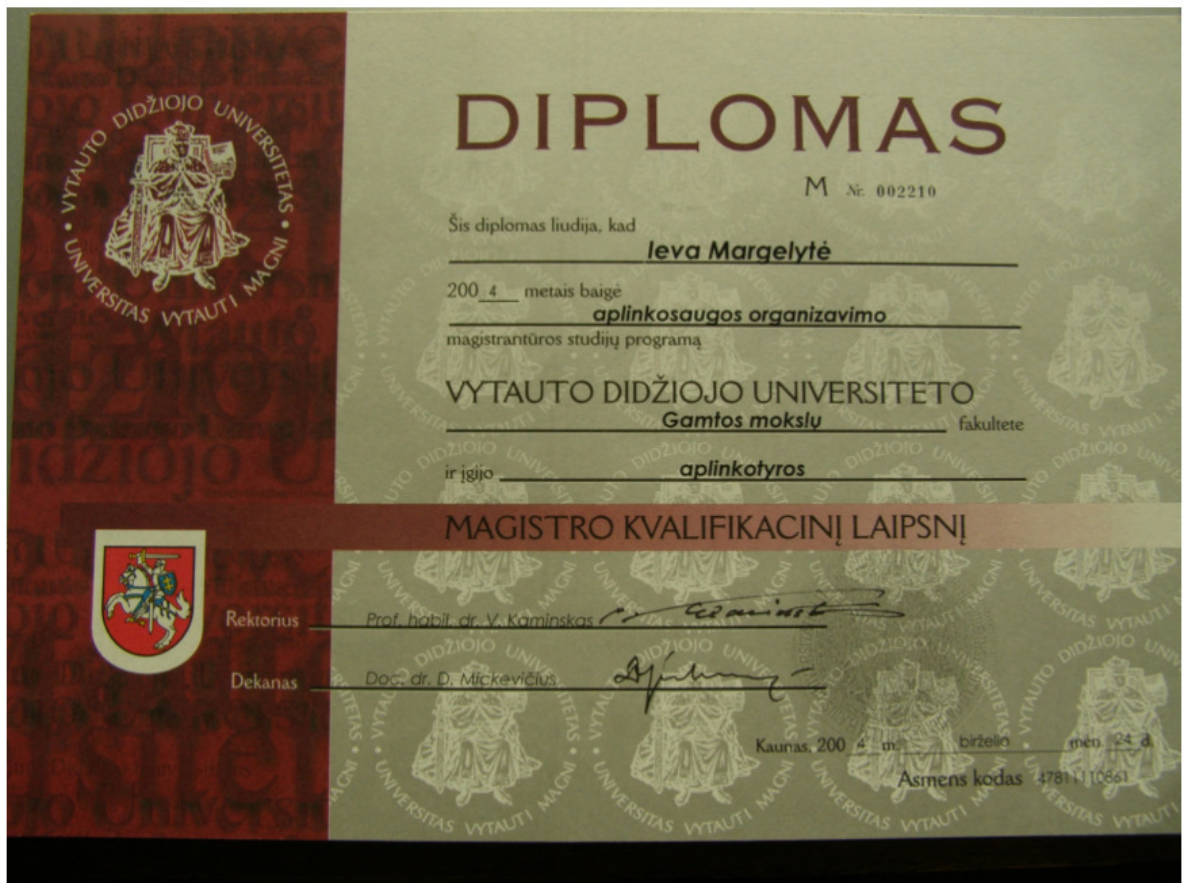 VYTAUTO DIDŽIOJO UNIVERSITETAS • UNIVERSITAS VYTAUTI MAGNI •
DIPLOMAS
M Nr. 002210
Šis diplomas liudija, kad
Ieva Margelytė
200 4 metais baigė
aplinkosaugos organizavimo
magistrantūros studijų programą
VYTAUTO DIDŽIOJO UNIVERSITETO
Gamtos mokslų fakultete
ir įgijo aplinkotyros
MAGISTRO KVALIFIKACINĮ LAIPSNĮ
Rektorius Prof. habil. dr. V. Kaminskas
Dekanas Doc. dr. D. Mickevičius
Kaunas, 200 4 m. birželio mėn. 24 d.
Asmens kodas 47811110861